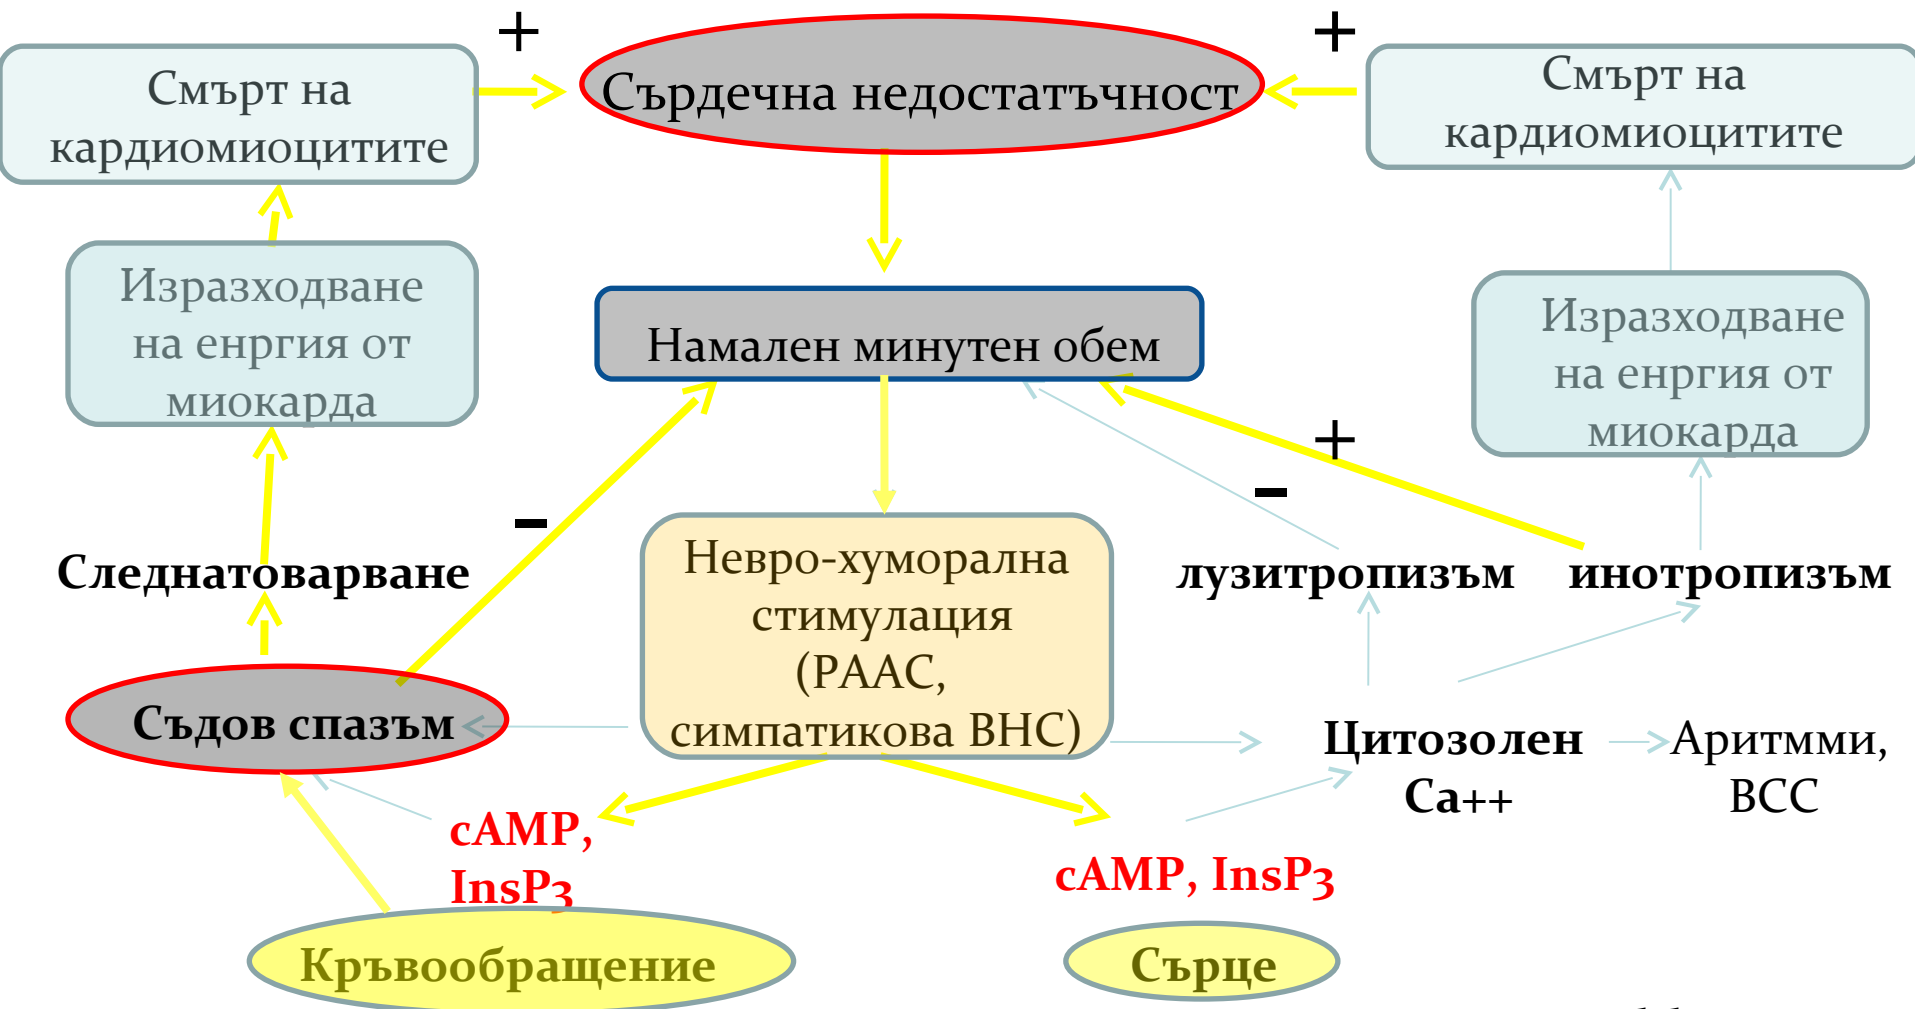 +
+
Смърт на
кардиомиоцитите
Сърдечна недостатъчност
Смърт на
кардиомиоцитите
Изразходване
на енргия от
миокарда
Намален минутен обем
Изразходване
на енргия от
миокарда
+
–
–
Следнатоварване
Невро-хуморална
стимулация
(РААС,
симпатикова ВНС)
лузитропизъм
инотропизъм
Съдов спазъм
Цитозолен
Ca++
Аритмми,
ВСС
cAMP,
InsP3
cAMP, InsP3
Кръвообращение
Сърце